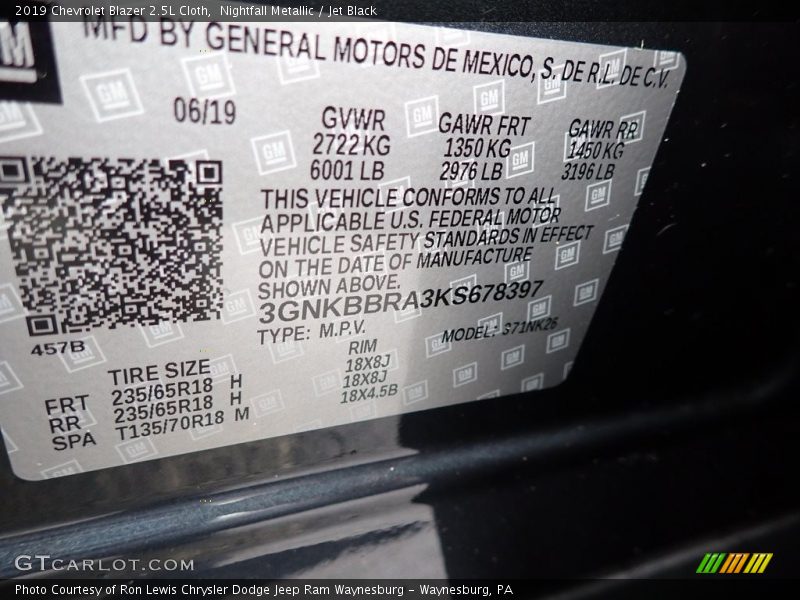 2019 Chevrolet Blazer 2.5L Cloth,  Nightfall Metallic / Jet Black
GM
MFD BY GENERAL MOTORS DE MEXICO, S. DE R.L. DE C.V.
06/19
GVWR GAWR FRT GAWR RR
2722 KG 1350 KG 1450 KG
6001 LB 2976 LB 3196 LB
THIS VEHICLE CONFORMS TO ALL
APPLICABLE U.S. FEDERAL MOTOR
VEHICLE SAFETY STANDARDS IN EFFECT
ON THE DATE OF MANUFACTURE
SHOWN ABOVE.
3GNKBBRA3KS678397
TYPE: M.P.V. MODEL: S71NK26
457B
TIRE SIZE RIM
FRT 235/65R18 H 18X8J
RR 235/65R18 H 18X8J
SPA T135/70R18 M 18X4.5B
GTCARLOT.COM
Photo Courtesy of Ron Lewis Chrysler Dodge Jeep Ram Waynesburg – Waynesburg, PA